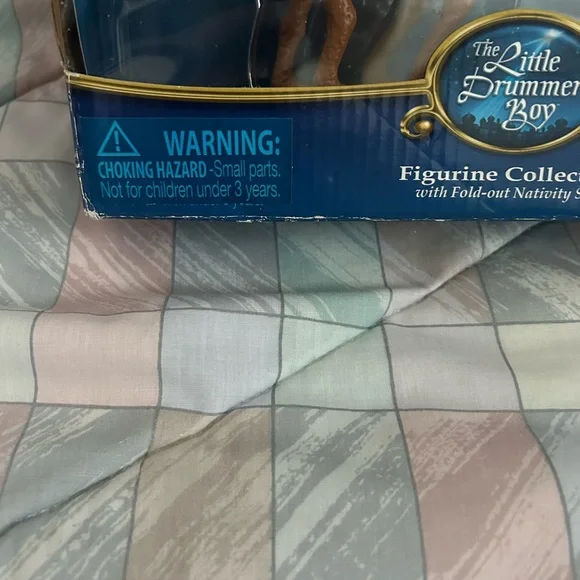 The Little
Drummer
Boy
WARNING:
CHOKING HAZARD -Small parts.
Not for children under 3 years.
Figurine Collect
with Fold-out Nativity S